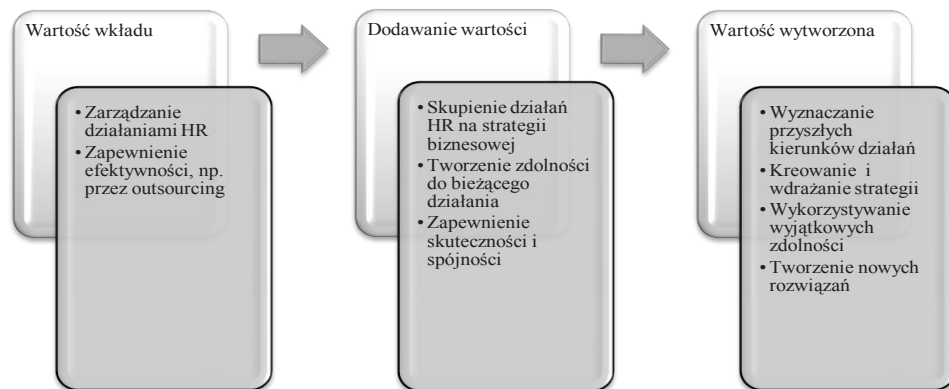 Wartość wkładu
• Zarządzanie
działaniami HR
• Zapewnienie
efektywności, np.
przez outsourcing
Dodawanie wartości
• Skupienie działań
HR na strategii
biznesowej
• Tworzenie zdolności
do bieżącego
działania
• Zapewnienie
skuteczności i
spójności
Wartość wytworzona
• Wyznaczanie
przyszłych
kierunków działań
• Kreowanie i
wdrażanie strategii
• Wykorzystywanie
wyjątkowych
zdolności
• Tworzenie nowych
rozwiązań